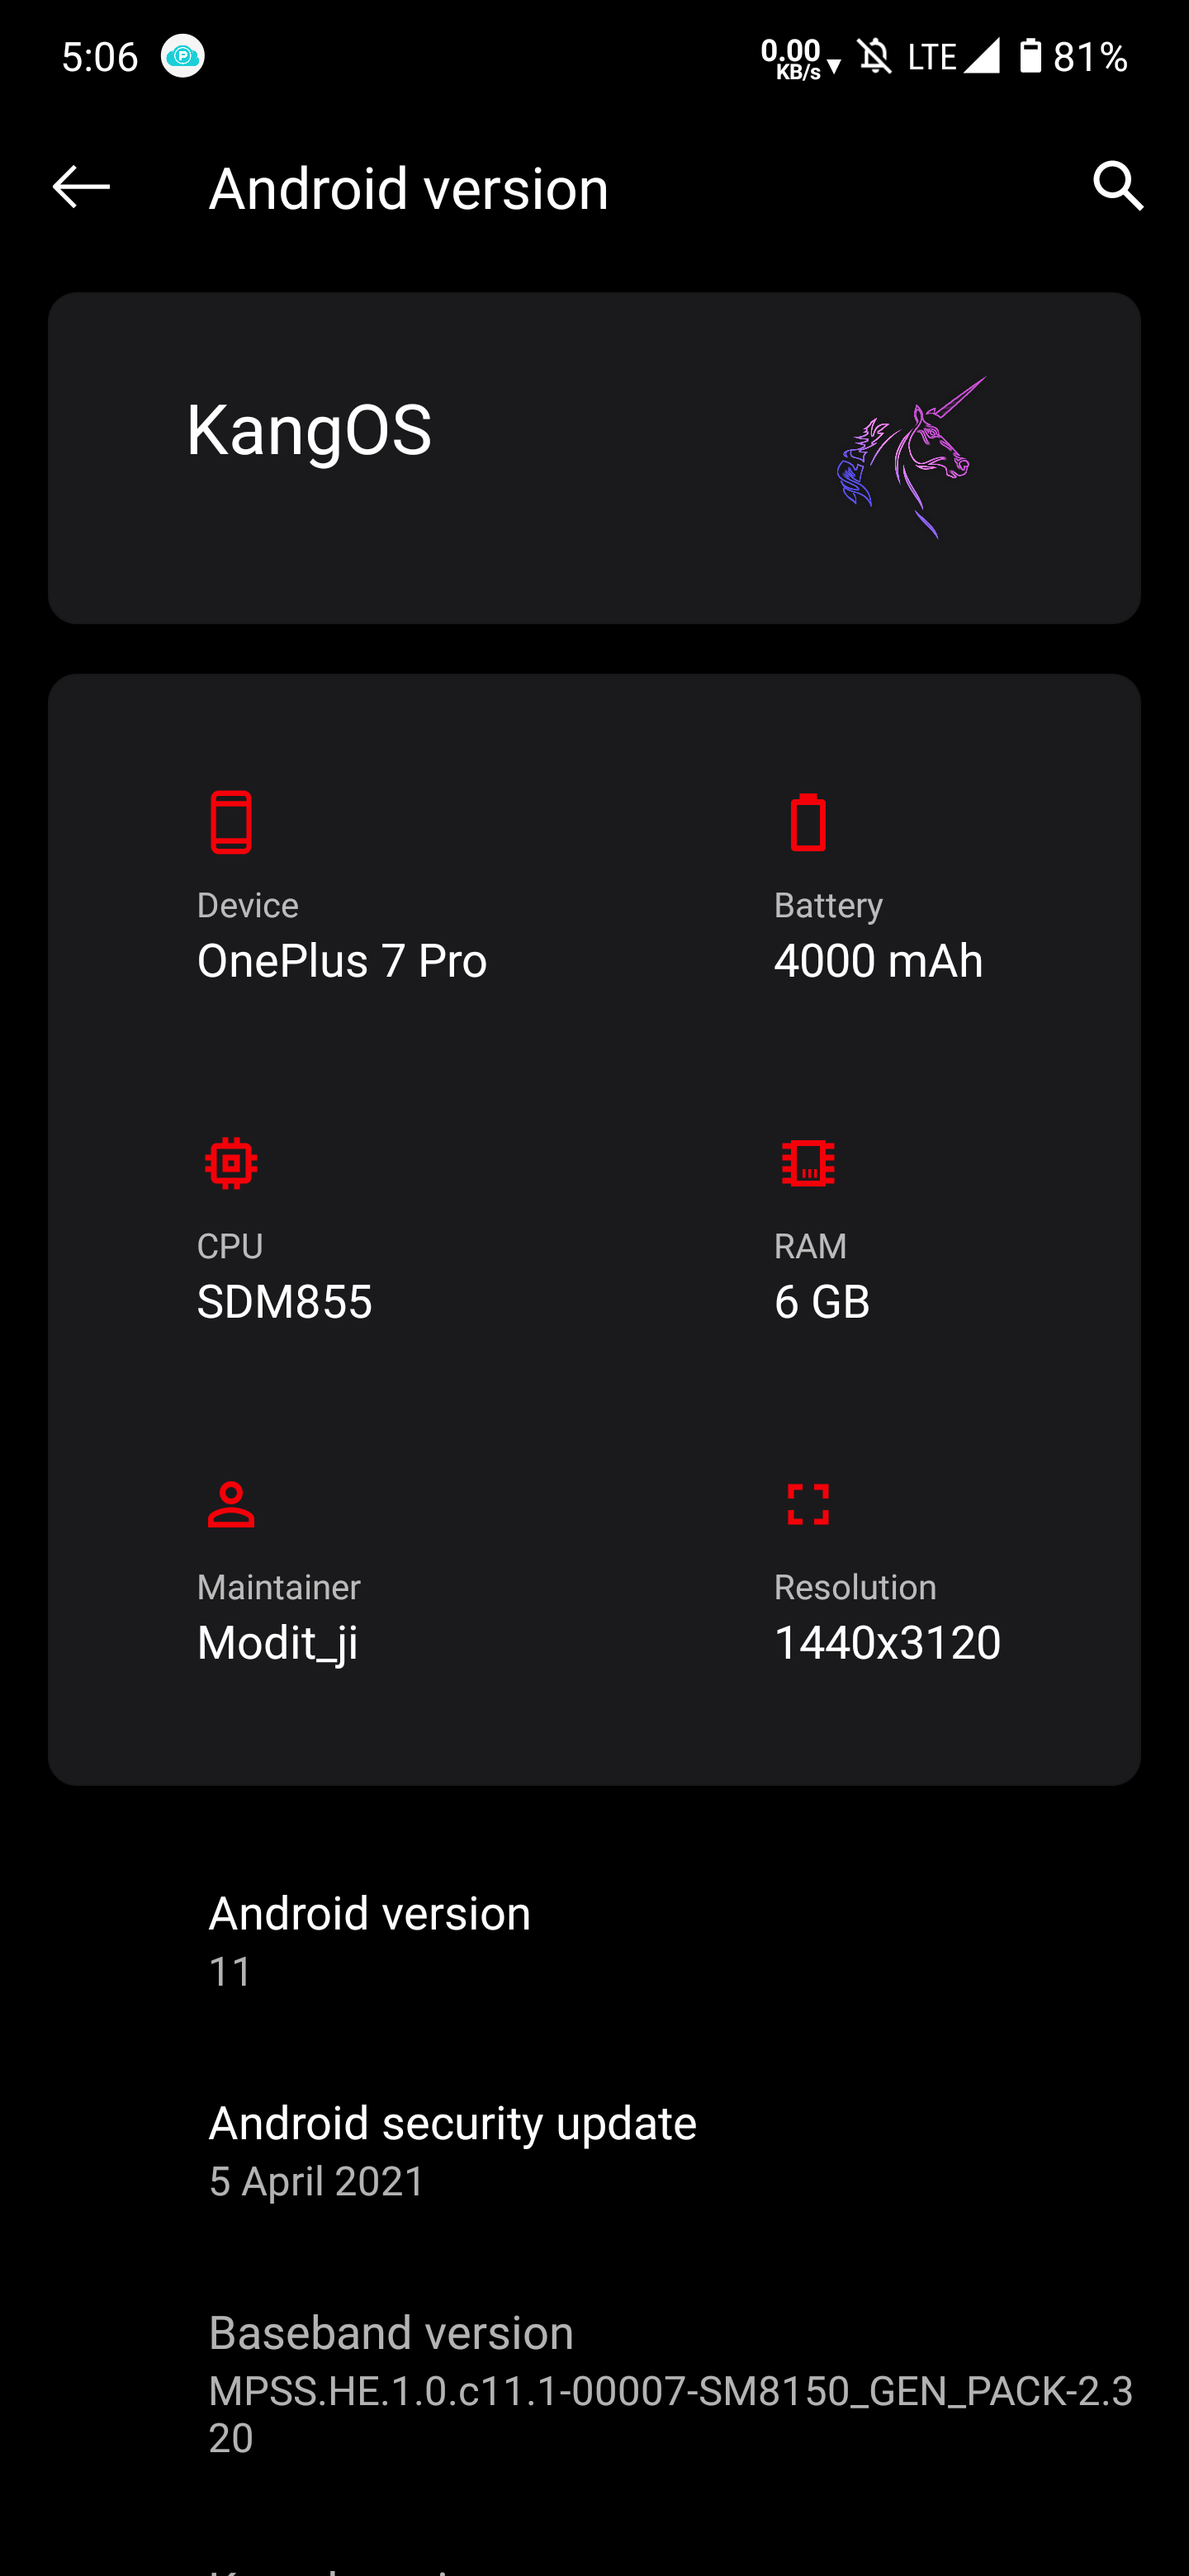 5:06 0.00 KB/s LTE 81%
Android version
KangOS
Device
OnePlus 7 Pro
Battery
4000 mAh
CPU
SDM855
RAM
6 GB
Maintainer
Modit_ji
Resolution
1440x3120
Android version
11
Android security update
5 April 2021
Baseband version
MPSS.HE.1.0.c11.1-00007-SM8150_GEN_PACK-2.3
20